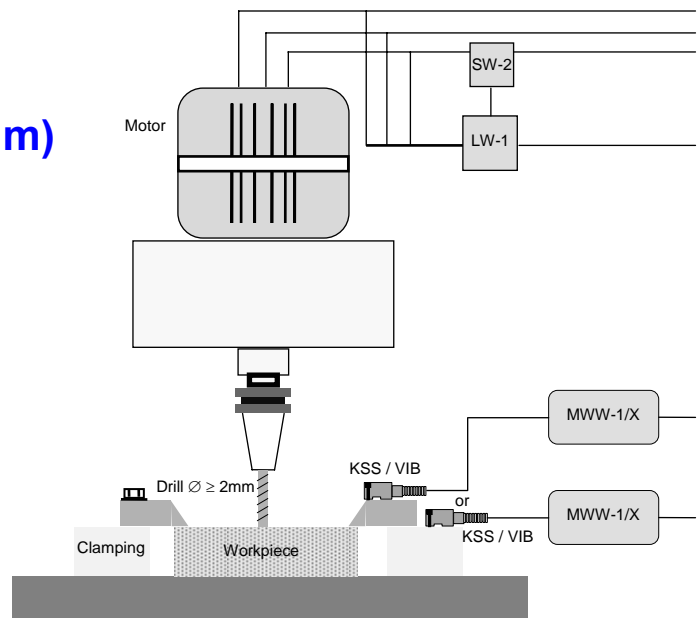 SW-2
m)
Motor
LW-1
MWW-1/X
KSS / VIB
Drill ∅ ≥ 2mm
or
MWW-1/X
KSS / VIB
Clamping
Workpiece